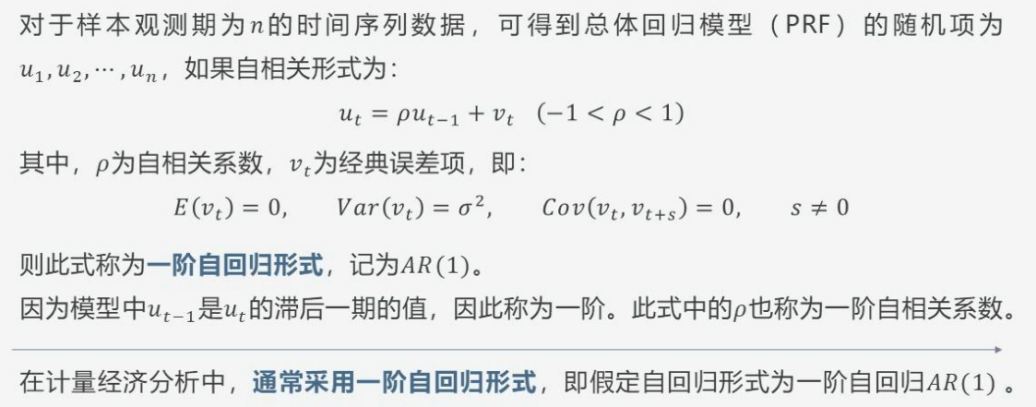 对于样本观测期为n的时间序列数据，可得到总体回归模型（PRF）的随机项为
u₁,u₂,⋯,uₙ，如果自相关形式为：
uₜ = ρuₜ₋₁ + vₜ (−1 < ρ < 1)
其中，ρ为自相关系数，vₜ为经典误差项，即：
E(vₜ) = 0, Var(vₜ) = σ², Cov(vₜ,vₜ₊ₛ) = 0, s ≠ 0
则此式称为一阶自回归形式，记为AR(1)。
因为模型中uₜ₋₁是uₜ的滞后一期的值，因此称为一阶。此式中的ρ也称为一阶自相关系数。
在计量经济分析中，通常采用一阶自回归形式，即假定自回归形式为一阶自回归AR(1) 。